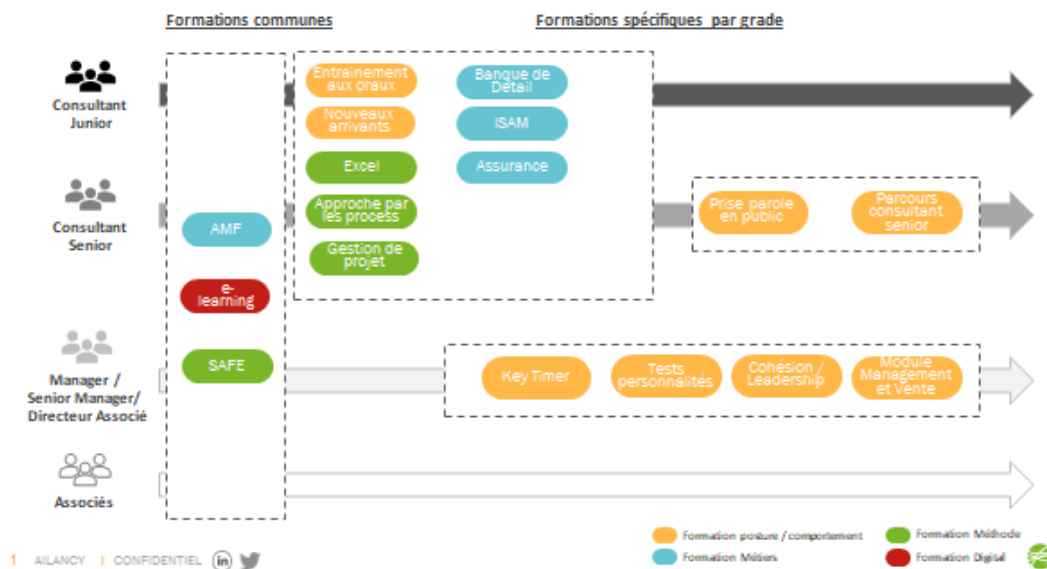 Formations communes
Formations spécifiques par grade
Consultant
Junior
Entrainement
aux oraux
Nouveaux
arrivants
Excel
Approche par
les process
Gestion de
projet
Banque de
Détail
ISAM
Assurance
Consultant
Senior
AMF
e-
learning
SAFE
Prise parole
en public
Parcours
consultant
senior
Manager /
Senior Manager/
Directeur Associé
Key Timer
Tests
personnalités
Cohésion /
Leadership
Module
Management
et Vente
Associés
1 AILANCY I CONFIDENTIEL in
Formation posture / comportement
Formation Métiers
Formation Méthode
Formation Digital